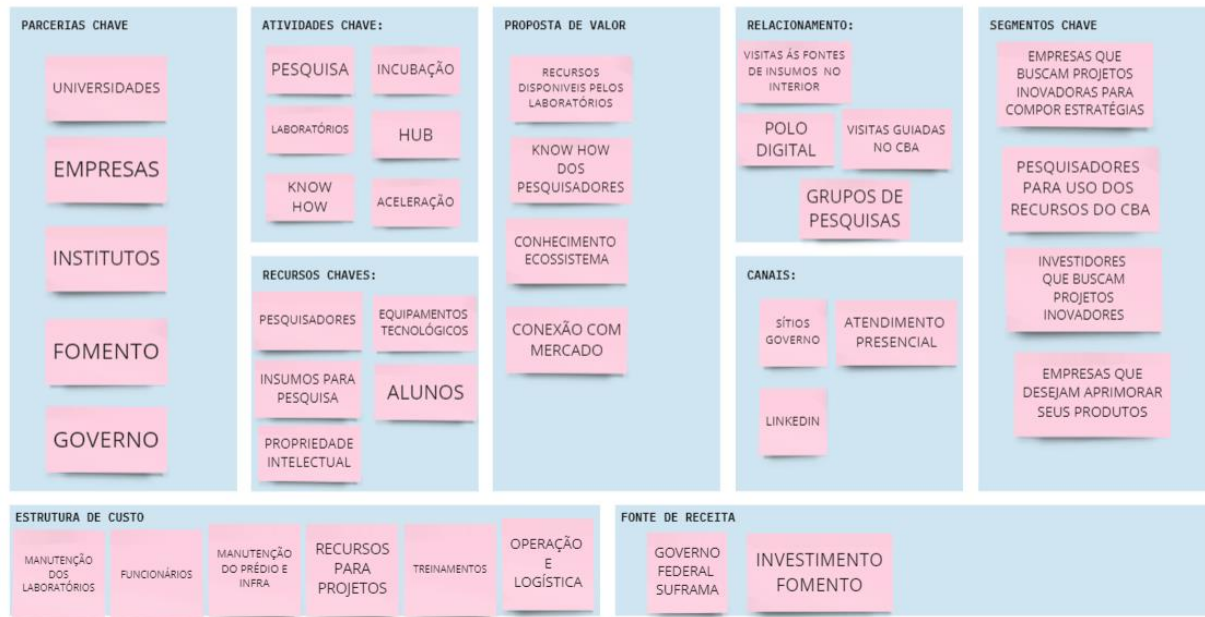 PARCERIAS CHAVE
UNIVERSIDADES
EMPRESAS
INSTITUTOS
FOMENTO
GOVERNO
ATIVIDADES CHAVE:
PESQUISA
INCUBAÇÃO
LABORATÓRIOS
HUB
KNOW
HOW
ACELERAÇÃO
RECURSOS CHAVES:
PESQUISADORES
EQUIPAMENTOS
TECNOLÓGICOS
INSUMOS PARA
PESQUISA
ALUNOS
PROPRIEDADE
INTELECTUAL
PROPOSTA DE VALOR
RECURSOS
DISPONIVEIS PELOS
LABORATÓRIOS
KNOW HOW
DOS
PESQUISADORES
CONHECIMENTO
ECOSSISTEMA
CONEXÃO COM
MERCADO
RELACIONAMENTO:
VISITAS ÁS FONTES
DE INSUMOS NO
INTERIOR
POLO
DIGITAL
VISITAS GUIADAS
NO CBA
GRUPOS DE
PESQUISAS
CANAIS:
SÍTIOS
GOVERNO
ATENDIMENTO
PRESENCIAL
LINKEDIN
SEGMENTOS CHAVE
EMPRESAS QUE
BUSCAM PROJETOS
INOVADORAS PARA
COMPOR ESTRATÉGIAS
PESQUISADORES
PARA USO DOS
RECURSOS DO CBA
INVESTIDORES
QUE BUSCAM
PROJETOS
INOVADORES
EMPRESAS QUE
DESEJAM APRIMORAR
SEUS PRODUTOS
ESTRUTURA DE CUSTO
MANUTENÇÃO
DOS
LABORATÓRIOS
FUNCIONÁRIOS
MANUTENÇÃO
DO PRÉDIO E
INFRA
RECURSOS
PARA
PROJETOS
TREINAMENTOS
OPERAÇÃO
E
LOGÍSTICA
FONTE DE RECEITA
GOVERNO
FEDERAL
SUFRAMA
INVESTIMENTO
FOMENTO